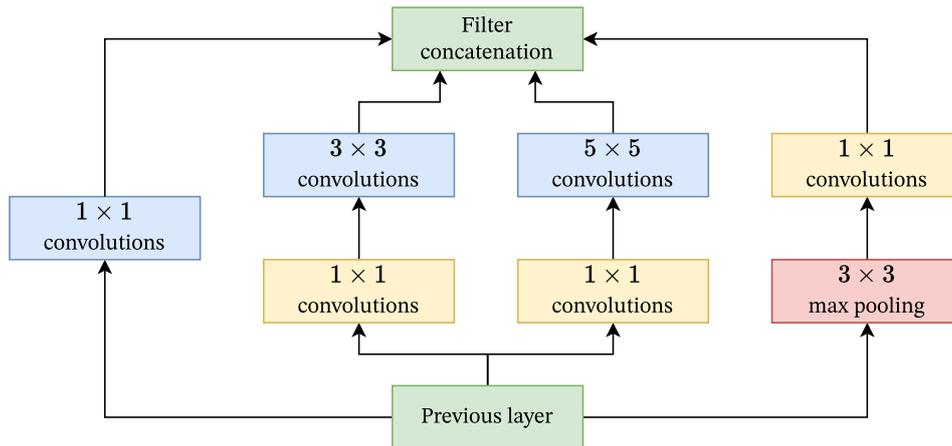 Filter
concatenation
3 × 3
convolutions
5 × 5
convolutions
1 × 1
convolutions
1 × 1
convolutions
1 × 1
convolutions
1 × 1
convolutions
3 × 3
max pooling
Previous layer